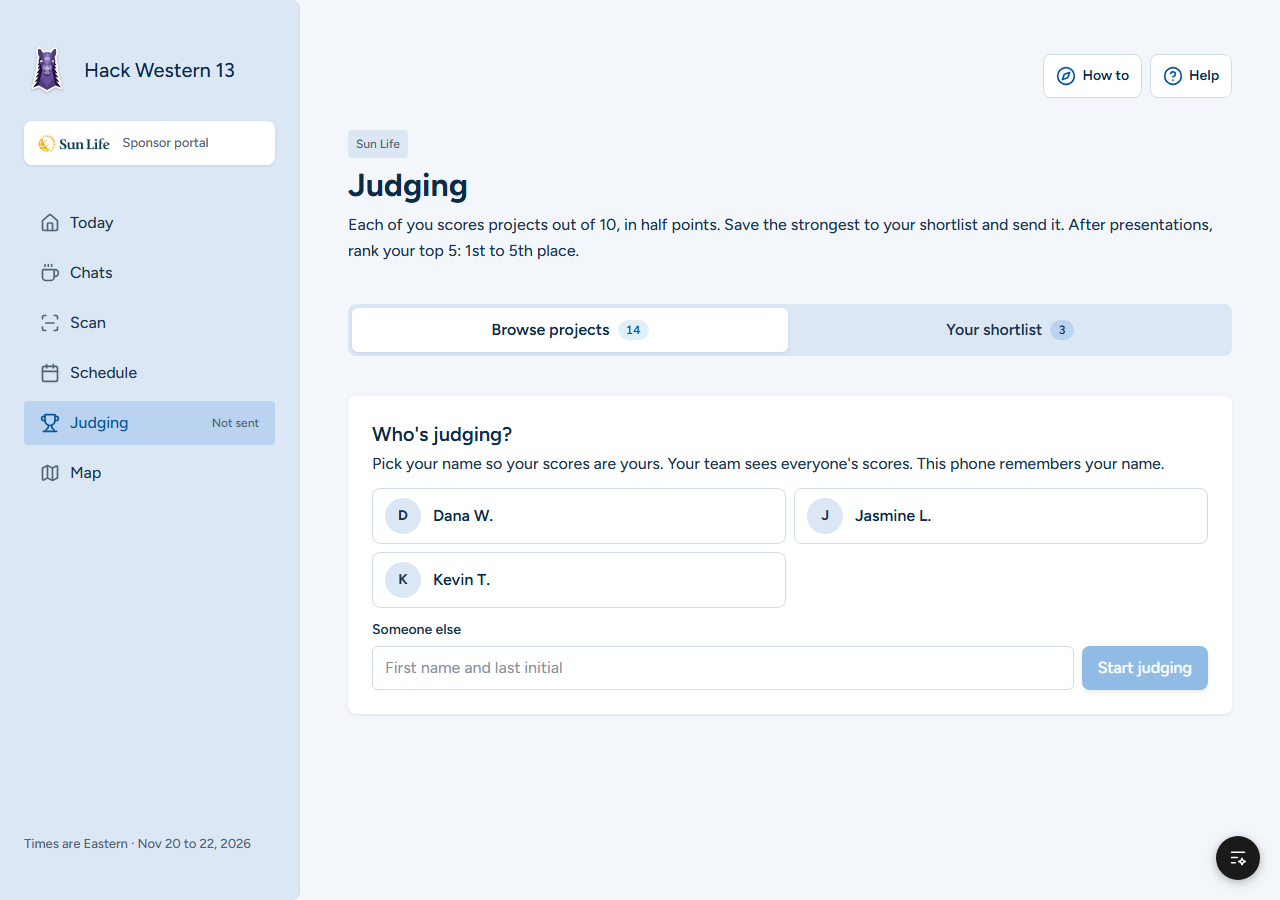 Hack Western 13
Sun Life Sponsor portal
Today
Chats
Scan
Schedule
Judging Not sent
Map
Times are Eastern · Nov 20 to 22, 2026
How to
Help
Sun Life
Judging
Each of you scores projects out of 10, in half points. Save the strongest to your shortlist and send it. After presentations,
rank your top 5: 1st to 5th place.
Browse projects 14
Your shortlist 3
Who's judging?
Pick your name so your scores are yours. Your team sees everyone's scores. This phone remembers your name.
D Dana W.
J Jasmine L.
K Kevin T.
Someone else
First name and last initial
Start judging